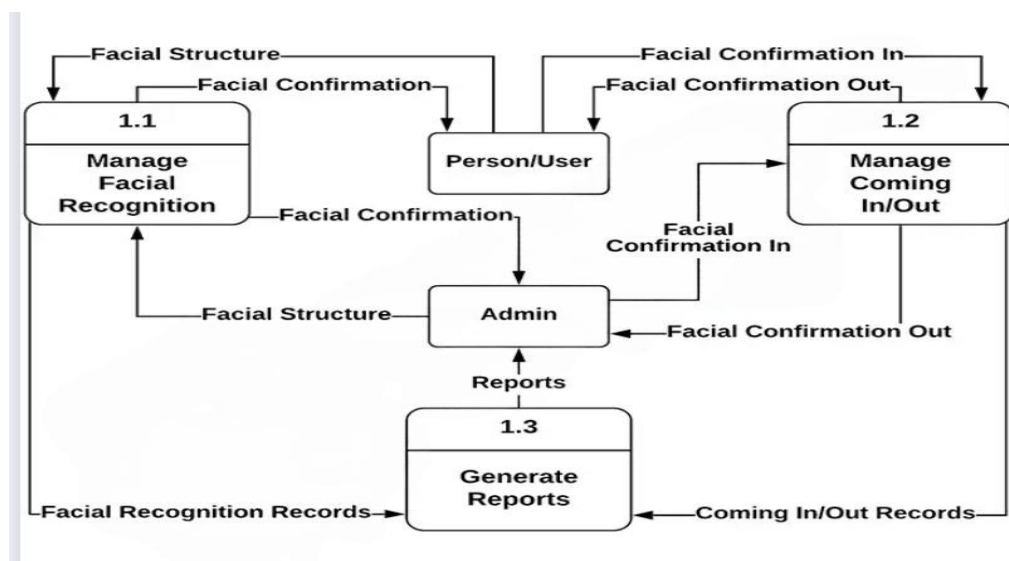 Facial Structure
Facial Confirmation In
Facial Confirmation
Facial Confirmation Out
1.1
Manage
Facial
Recognition
Person/User
1.2
Manage
Coming
In/Out
Facial Confirmation
Facial
Confirmation In
Facial Structure
Admin
Facial Confirmation Out
Reports
1.3
Generate
Reports
Facial Recognition Records
Coming In/Out Records